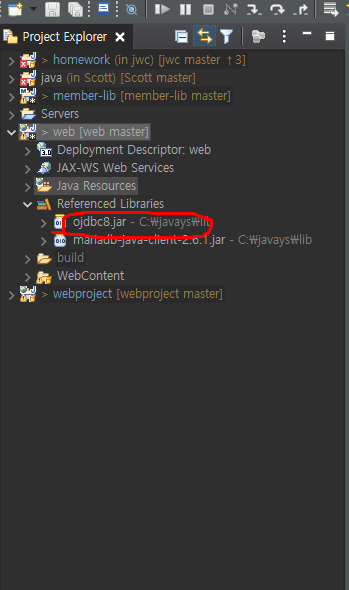 Project Explorer
> homework (in jwc) [jwc master ↑3]
java (in Scott) [Scott master]
> member-lib [member-lib master]
Servers
> web [web master]
Deployment Descriptor: web
JAX-WS Web Services
Java Resources
Referenced Libraries
ojdbc8.jar - C:₩javays₩lib
mariadb-java-client-2.6.1.jar - C:₩javays₩lib
build
WebContent
> webproject [webproject master]